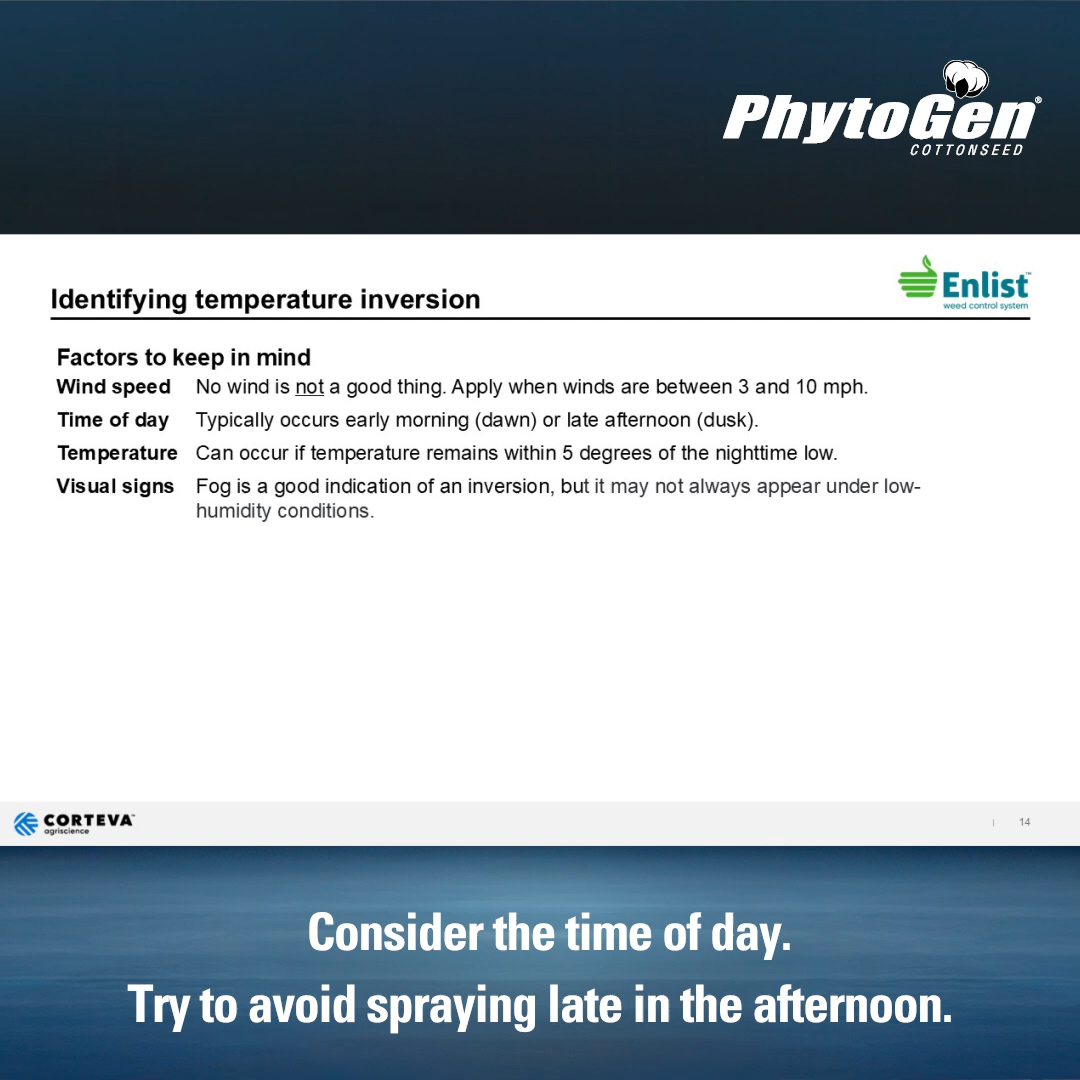 PhytoGen®
COTTONSEED
Identifying temperature inversion
Enlist™
weed control system
Factors to keep in mind
Wind speed No wind is not a good thing. Apply when winds are between 3 and 10 mph.
Time of day Typically occurs early morning (dawn) or late afternoon (dusk).
Temperature Can occur if temperature remains within 5 degrees of the nighttime low.
Visual signs Fog is a good indication of an inversion, but it may not always appear under low-
humidity conditions.
CORTEVA™
agriscience
| 14
Consider the time of day.
Try to avoid spraying late in the afternoon.